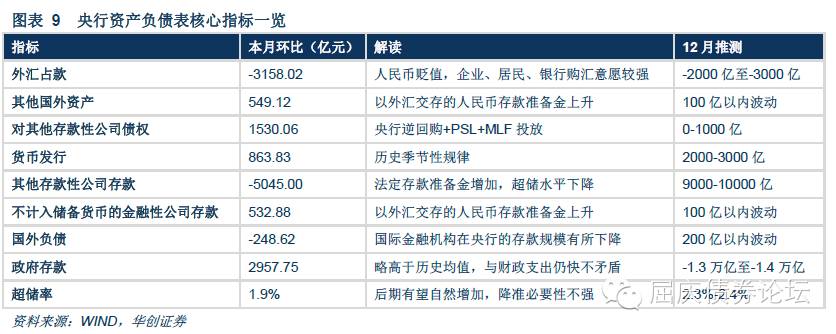 图表 9 央行资产负债表核心指标一览
指标 本月环比（亿元） 解读 12 月推测
外汇占款 -3158.02 人民币贬值，企业、居民、银行购汇意愿较强 -2000 亿至-3000 亿
其他国外资产 549.12 以外汇交存的人民币存款准备金上升 100 亿以内波动
对其他存款性公司债权 1530.06 央行逆回购+PSL+MLF 投放 0-1000 亿
货币发行 863.83 历史季节性规律 2000-3000 亿
其他存款性公司存款 -5045.00 法定存款准备金增加，超储水平下降 9000-10000 亿
不计入储备货币的金融性公司存款 532.88 以外汇交存的人民币存款准备金上升 100 亿以内波动
国外负债 -248.62 国际金融机构在央行的存款规模有所下降 200 亿以内波动
政府存款 2957.75 略高于历史均值，与财政支出仍快不矛盾 -1.3 万亿至-1.4 万亿
超储率 1.9% 后期有望自然增加，降准必要性不强 2.3%-2.4%
屈庆债券论坛
资料来源：WIND，华创证券